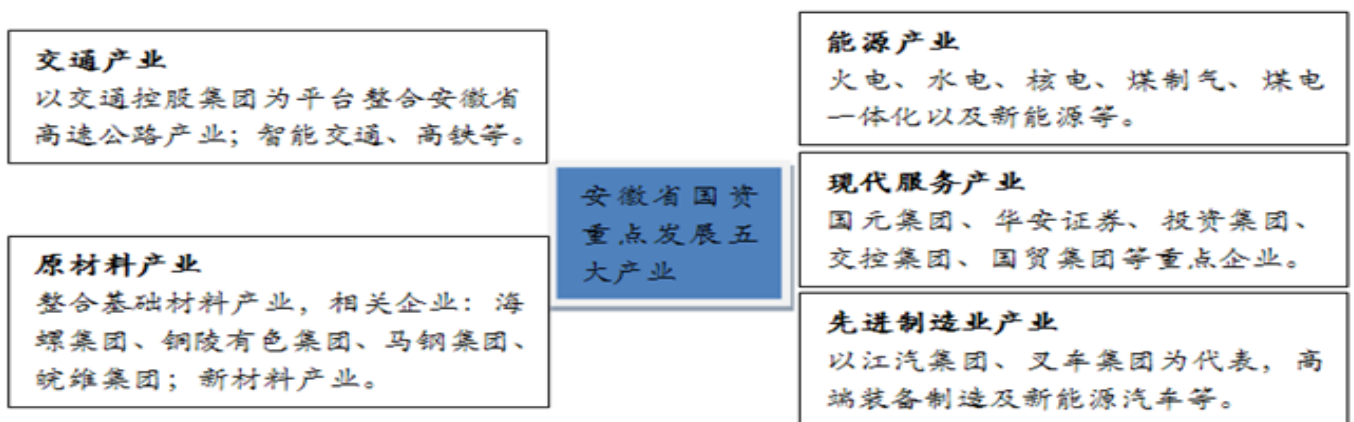 交通产业
以交通控股集团为平台整合安徽省
高速公路产业；智能交通、高铁等。
原材料产业
整合基础材料产业，相关企业：海
螺集团、铜陵有色集团、马钢集团、
皖维集团；新材料产业。
安徽省国资
重点发展五
大产业
能源产业
火电、水电、核电、煤制气、煤电
一体化以及新能源等。
现代服务产业
国元集团、华安证券、投资集团、
交控集团、国贸集团等重点企业。
先进制造业产业
以江汽集团、叉车集团为代表，高
端装备制造及新能源汽车等。